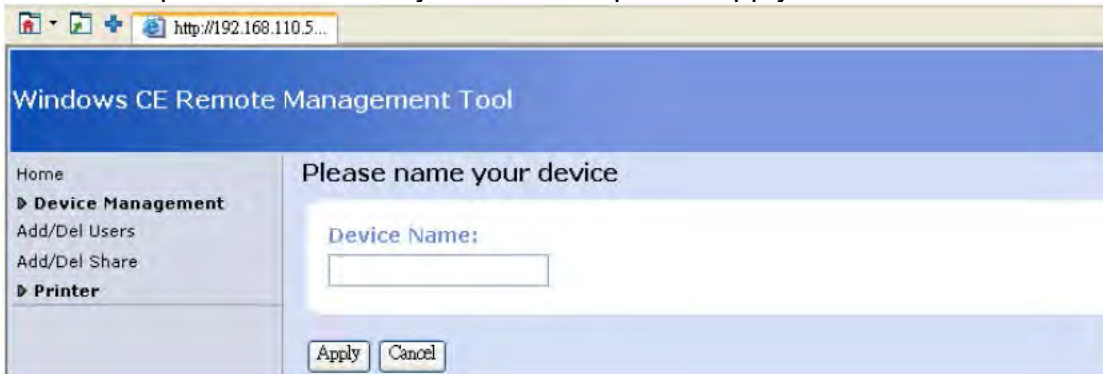 http://192.168.110.5...
Windows CE Remote Management Tool
Home
Device Management
Add/Del Users
Add/Del Share
Printer
Please name your device
Device Name:
Apply Cancel